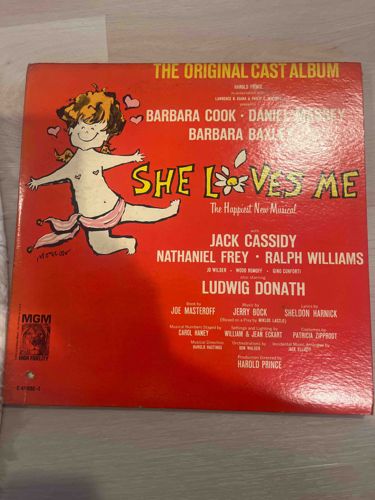 THE ORIGINAL CAST ALBUM
HAROLD PRINCE
BARBARA COOK · DANIEL
BARBARA BAXLE
SHE LOVES ME
The Happiest New Musical
with
JACK CASSIDY
NATHANIEL FREY · RALPH WILLIAMS
JO WILDER · WOOD ROMOFF · GINO CONFORTI
also starring
LUDWIG DONATH
Book by
JOE MASTEROFF
Music by
JERRY BOCK
Lyrics by
SHELDON HARNICK
(Based on a Play by MIKLOS LASZLO)
Musical Numbers Staged by
CAROL HANEY
Settings and Lighting by
WILLIAM & JEAN ECKART
Costumes by
PATRICIA ZIPPRODT
Musical Direction
HAROLD HASTINGS
Orchestrations by
DON WALKER
Incidental Music Arranged by
JACK ELLIOTT
Production Directed by
HAROLD PRINCE
MGM
HIGH FIDELITY